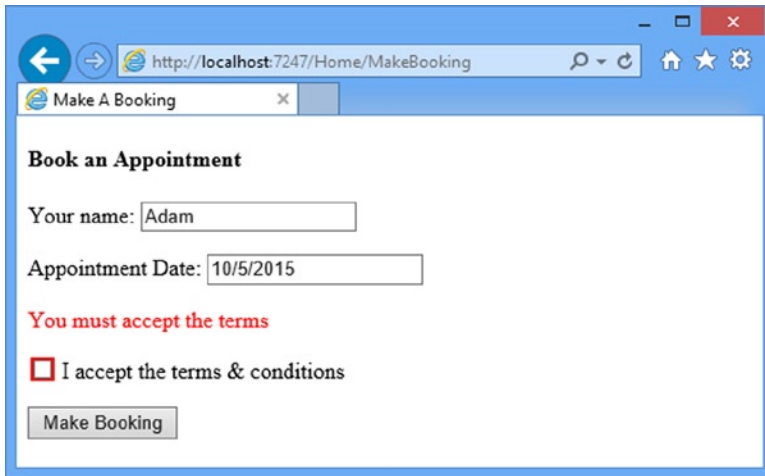 http://localhost:7247/Home/MakeBooking
Make A Booking
Book an Appointment
Your name: Adam
Appointment Date: 10/5/2015
You must accept the terms
I accept the terms & conditions
Make Booking